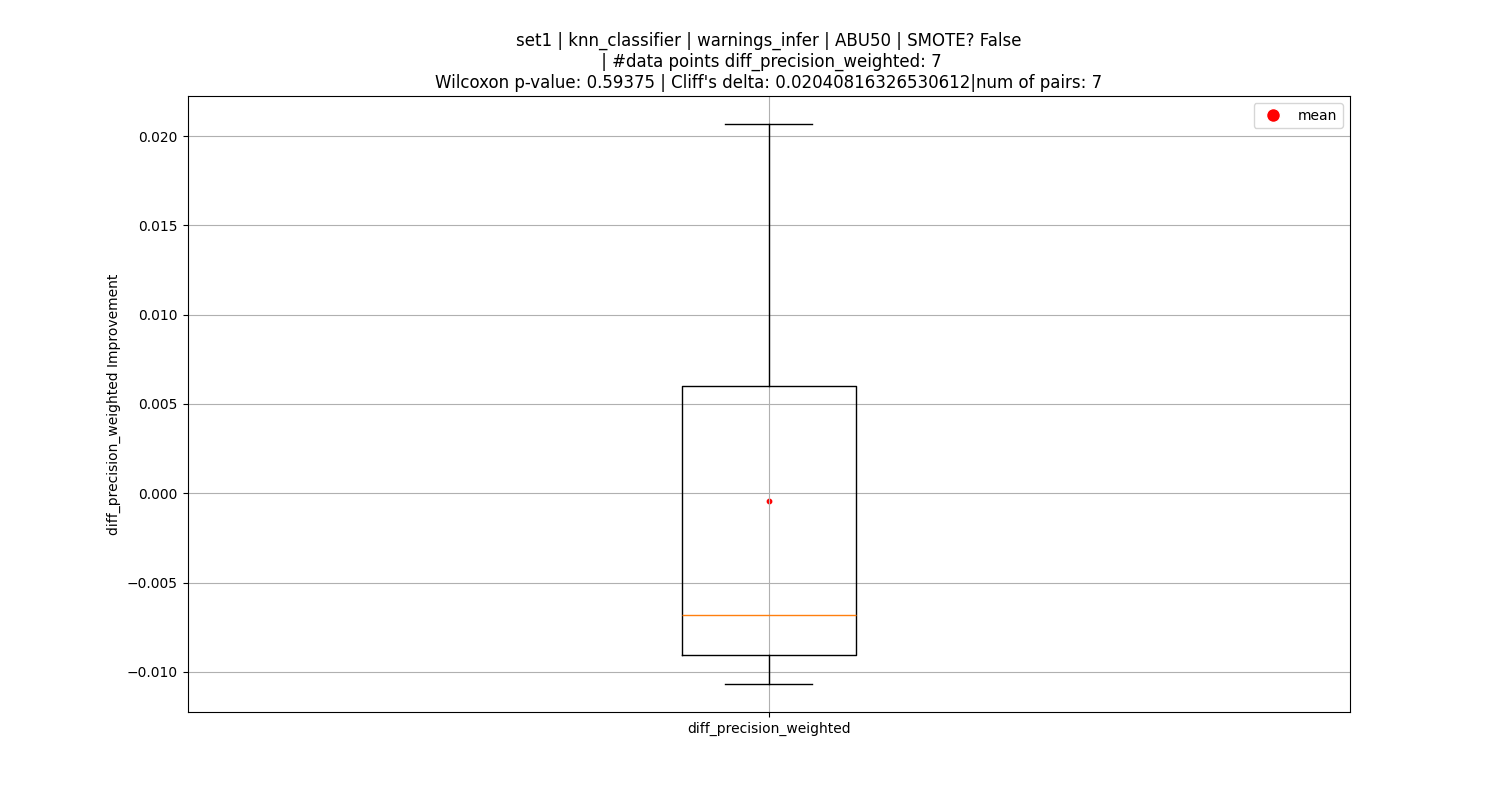 set1 | knn_classifier | warnings_infer | ABU50 | SMOTE? False
| #data points diff_precision_weighted: 7
Wilcoxon p-value: 0.59375 | Cliff's delta: 0.02040816326530612|num of pairs: 7
mean
0.020
0.015
0.010
0.005
0.000
−0.005
−0.010
diff_precision_weighted Improvement
diff_precision_weighted